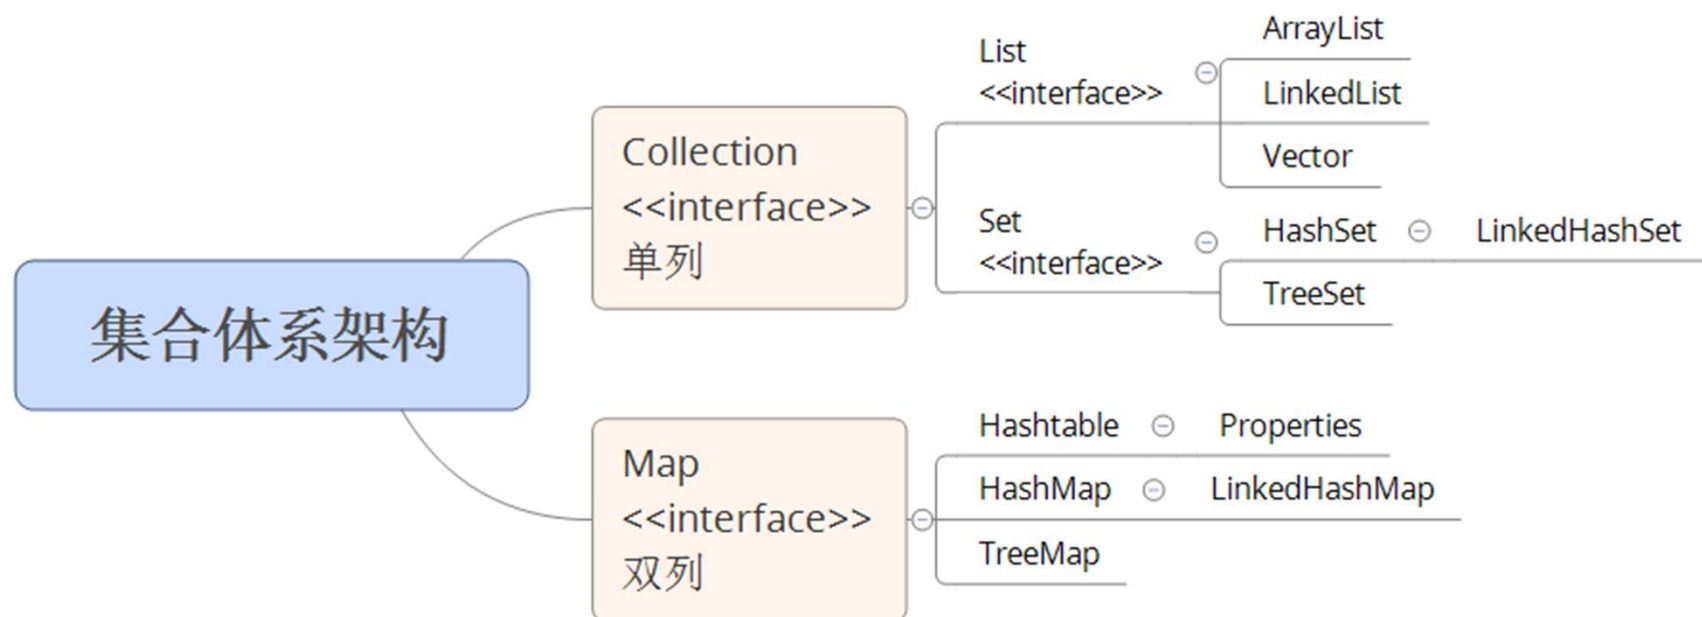 集合体系架构
Collection
<<interface>>
单列
List
<<interface>>
ArrayList
LinkedList
Vector
Set
<<interface>>
HashSet
LinkedHashSet
TreeSet
Map
<<interface>>
双列
Hashtable
Properties
HashMap
LinkedHashMap
TreeMap